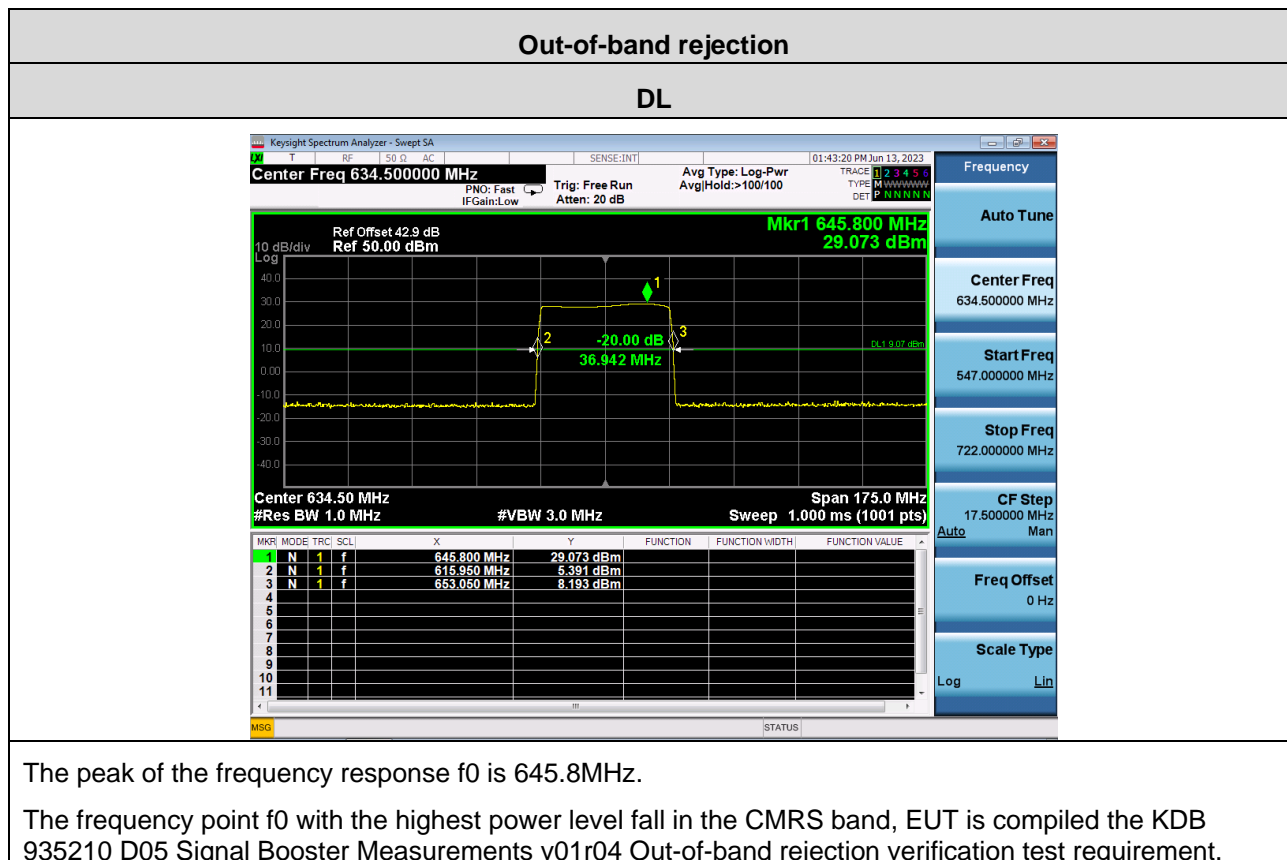 Out-of-band rejection
DL
Keysight Spectrum Analyzer - Swept SA
LXI T RF 50 Ω AC SENSE:INT 01:43:20 PM Jun 13, 2023
Center Freq 634.500000 MHz
PNO: Fast
IFGain:Low
Trig: Free Run
Atten: 20 dB
Avg Type: Log-Pwr
Avg|Hold:>100/100
TRACE 1 2 3 4 5 6
TYPE M W W W W W
DET P N N N N N
Ref Offset 42.9 dB
10 dB/div Ref 50.00 dBm
Log
Mkr1 645.800 MHz
29.073 dBm
40.0
30.0
20.0
10.0
0.00
-10.0
-20.0
-30.0
-40.0
1
2
3
-20.00 dB
36.942 MHz
DL1 9.07 dBm
Center 634.50 MHz Span 175.0 MHz
#Res BW 1.0 MHz #VBW 3.0 MHz Sweep 1.000 ms (1001 pts)
MKR MODE TRC SCL X Y FUNCTION FUNCTION WIDTH FUNCTION VALUE
1 N 1 f 645.800 MHz 29.073 dBm
2 N 1 f 615.950 MHz 5.391 dBm
3 N 1 f 653.050 MHz 8.193 dBm
4
5
6
7
8
9
10
11
MSG STATUS
Frequency
Auto Tune
Center Freq
634.500000 MHz
Start Freq
547.000000 MHz
Stop Freq
722.000000 MHz
CF Step
17.500000 MHz
Auto Man
Freq Offset
0 Hz
Scale Type
Log Lin
The peak of the frequency response f0 is 645.8MHz.
The frequency point f0 with the highest power level fall in the CMRS band, EUT is compiled the KDB
935210 D05 Signal Booster Measurements v01r04 Out-of-band rejection verification test requirement.